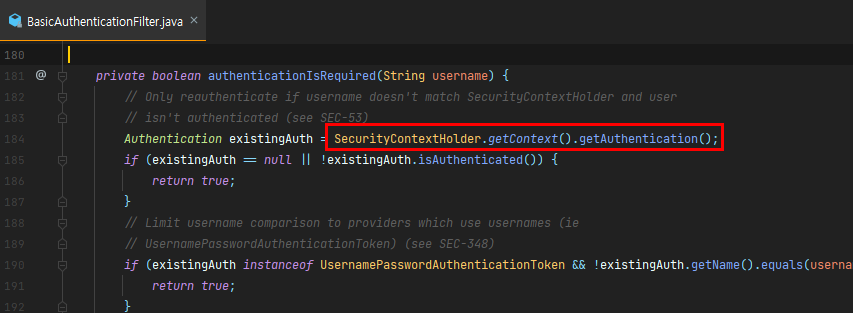 BasicAuthenticationFilter.java ×
180
181 @ private boolean authenticationIsRequired(String username) {
182 // Only reauthenticate if username doesn't match SecurityContextHolder and user
183 // isn't authenticated (see SEC-53)
184 Authentication existingAuth = SecurityContextHolder.getContext().getAuthentication();
185 if (existingAuth == null || !existingAuth.isAuthenticated()) {
186 return true;
187 }
188 // Limit username comparison to providers which use usernames (ie
189 // UsernamePasswordAuthenticationToken) (see SEC-348)
190 if (existingAuth instanceof UsernamePasswordAuthenticationToken && !existingAuth.getName().equals(userna
191 return true;
192 }